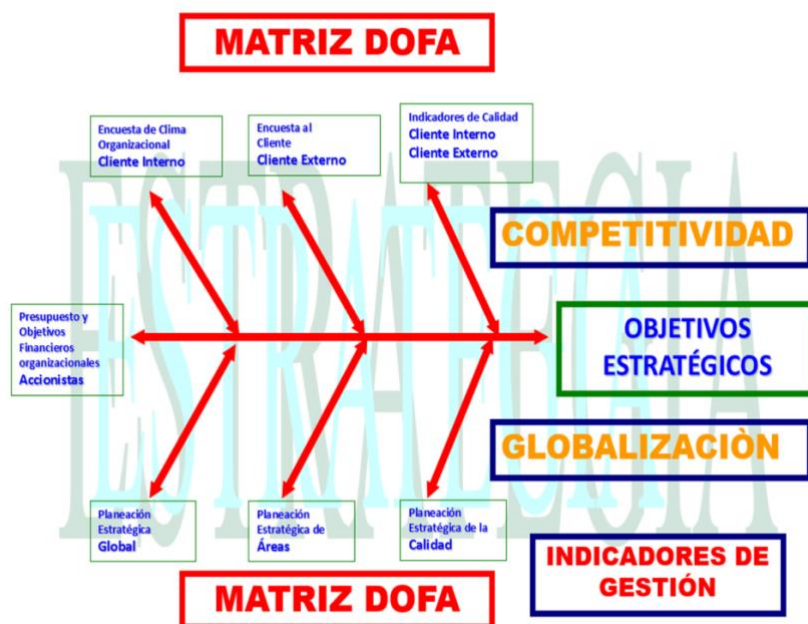 MATRIZ DOFA
Encuesta de Clima
Organizacional
Cliente Interno
Encuesta al
Cliente
Cliente Externo
Indicadores de Calidad
Cliente Interno
Cliente Externo
ESTRATEGIA
COMPETITIVIDAD
Presupuesto y
Objetivos
Financieros
organizacionales
Accionistas
OBJETIVOS
ESTRATÉGICOS
GLOBALIZACIÒN
Planeación
Estratégica
Global
Planeación
Estratégica de
Áreas
Planeación
Estratégica de la
Calidad
INDICADORES DE
GESTIÓN
MATRIZ DOFA